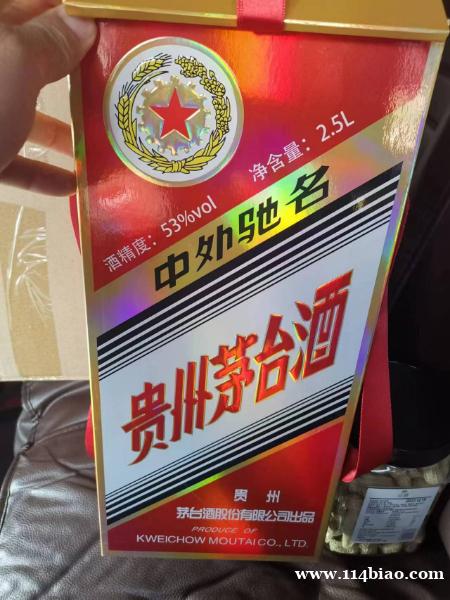 酒精度：53%vol
净含量：2.5L
中外驰名
贵州茅台酒
贵州
茅台酒股份有限公司出品
PRODUCE OF
KWEICHOW MOUTAI CO., LTD.
www.114biao.com